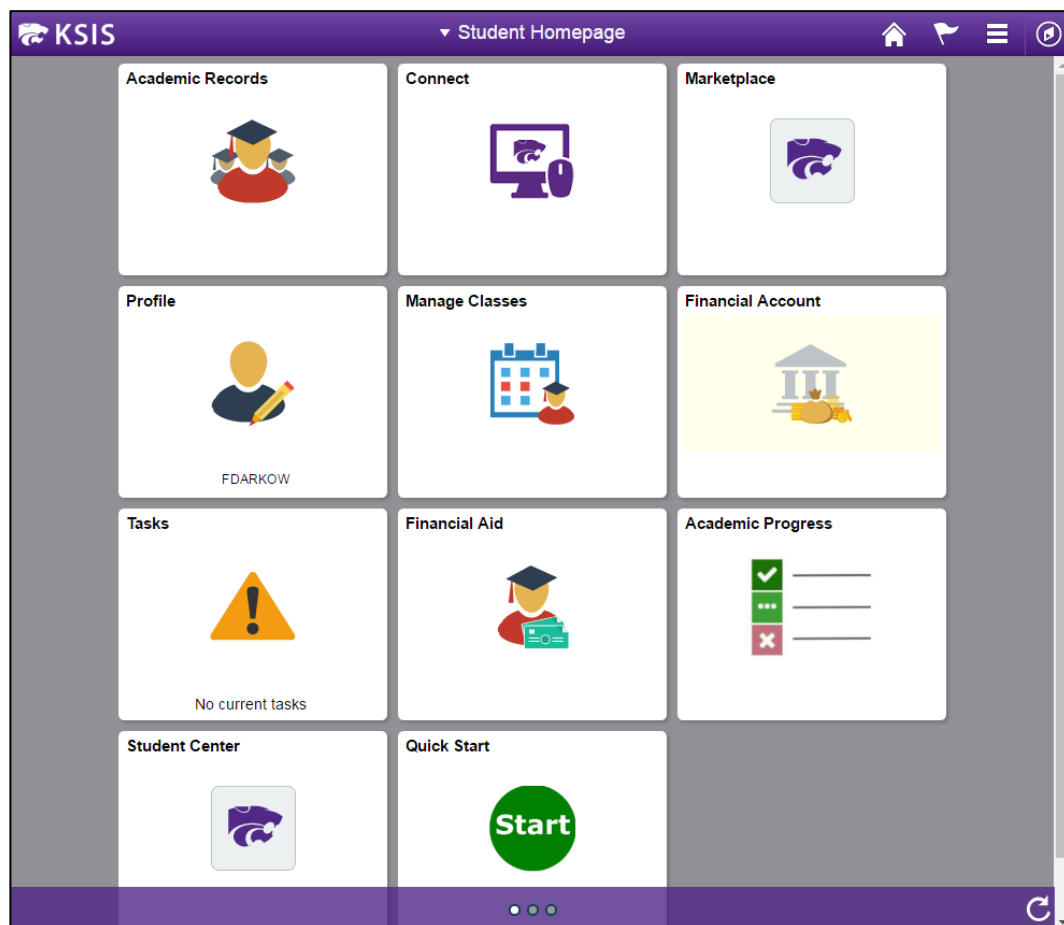 KSIS
Student Homepage
Academic Records
Connect
Marketplace
Profile
FDARKOW
Manage Classes
Financial Account
Tasks
No current tasks
Financial Aid
Academic Progress
Student Center
Quick Start
Start